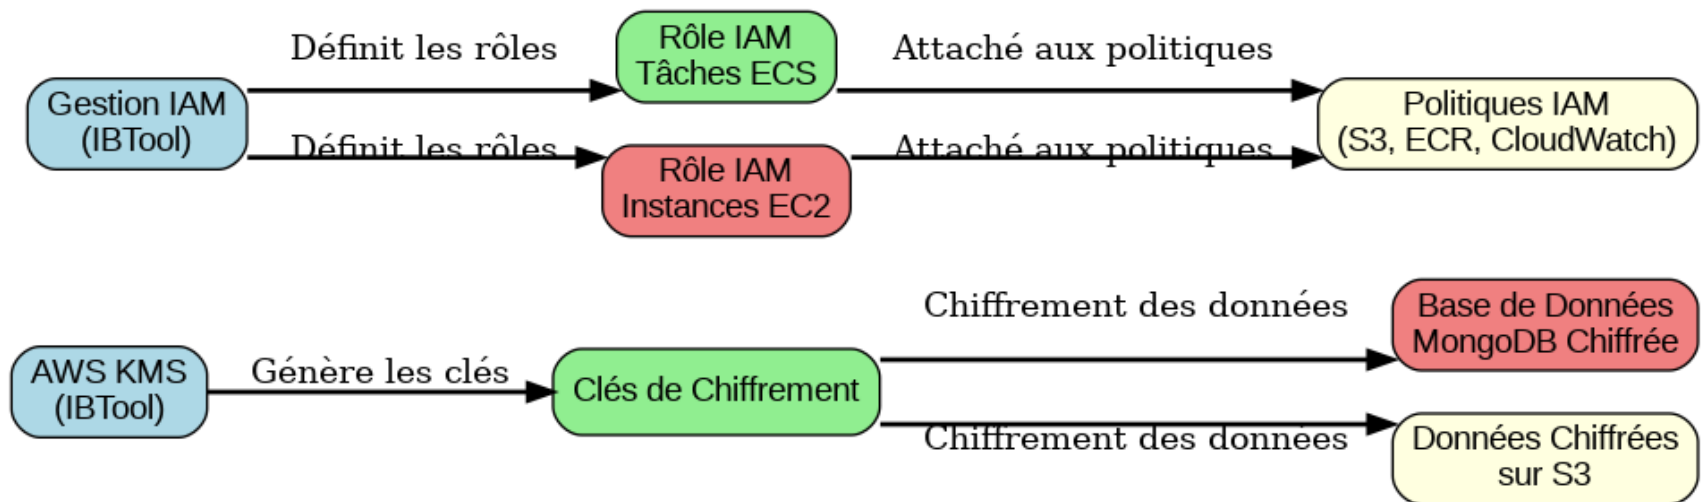 Définit les rôles
Rôle IAM
Tâches ECS
Attaché aux politiques
Gestion IAM
(IBTool)
Politiques IAM
(S3, ECR, CloudWatch)
Définit les rôles
Rôle IAM
Instances EC2
Attaché aux politiques
Chiffrement des données
Base de Données
MongoDB Chiffrée
AWS KMS
(IBTool)
Génère les clés
Clés de Chiffrement
Chiffrement des données
Données Chiffrées
sur S3